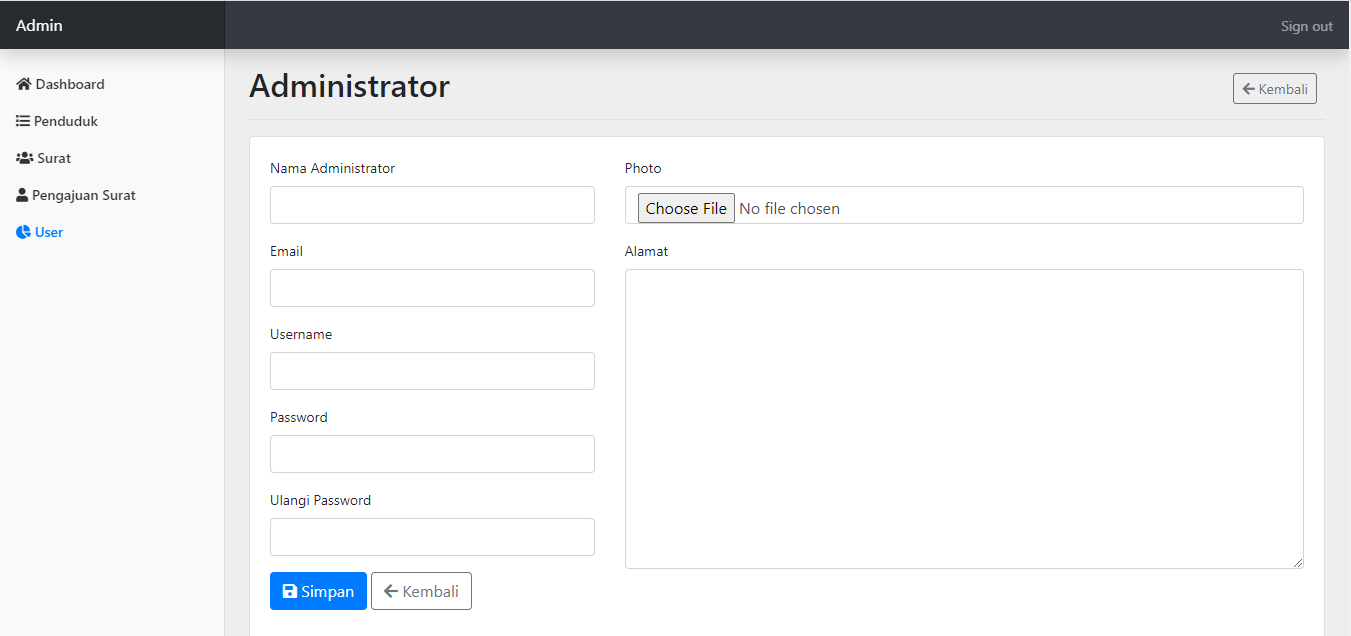 Admin
Sign out
Dashboard
Penduduk
Surat
Pengajuan Surat
User
Administrator
Kembali
Nama Administrator
Photo
Choose File No file chosen
Email
Alamat
Username
Password
Ulangi Password
Simpan
Kembali